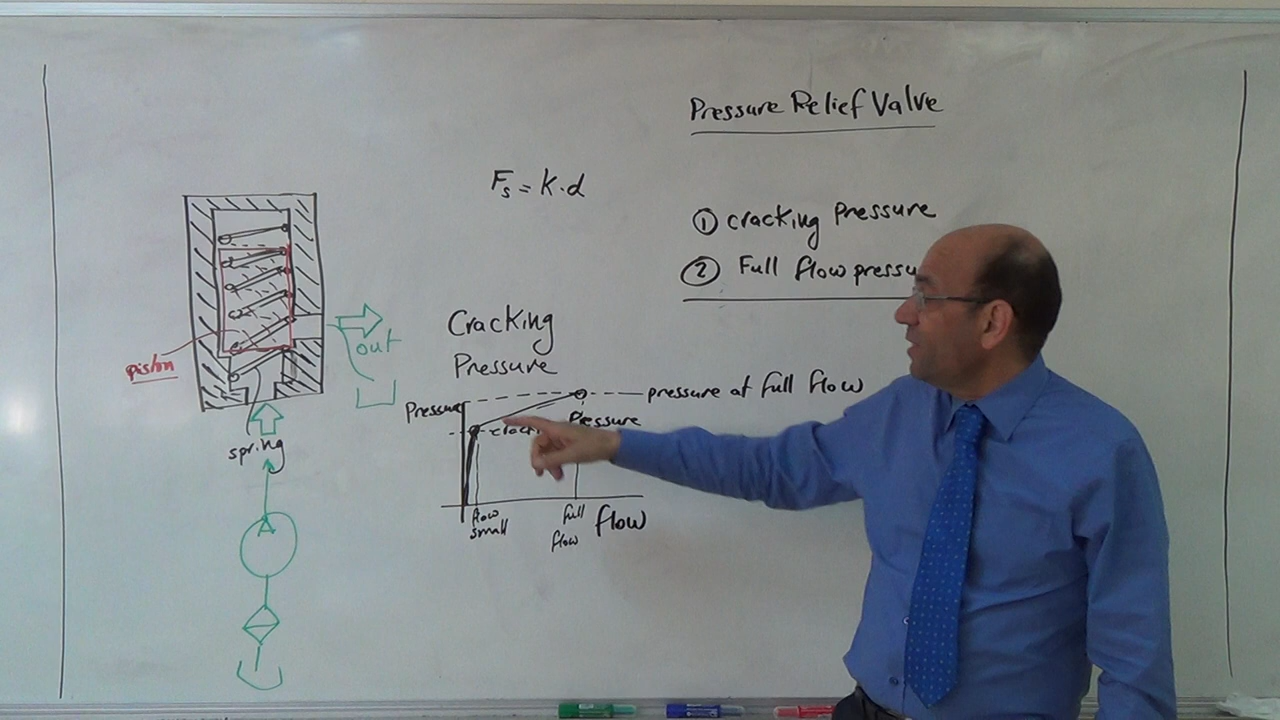 Pressure Relief Valve
Fs = K.d
① cracking pressure
② Full flow pressu
Cracking
Pressure
out
piston
pressure at full flow
Pressure
Pressure
spring
flow
small
full
flow
flow